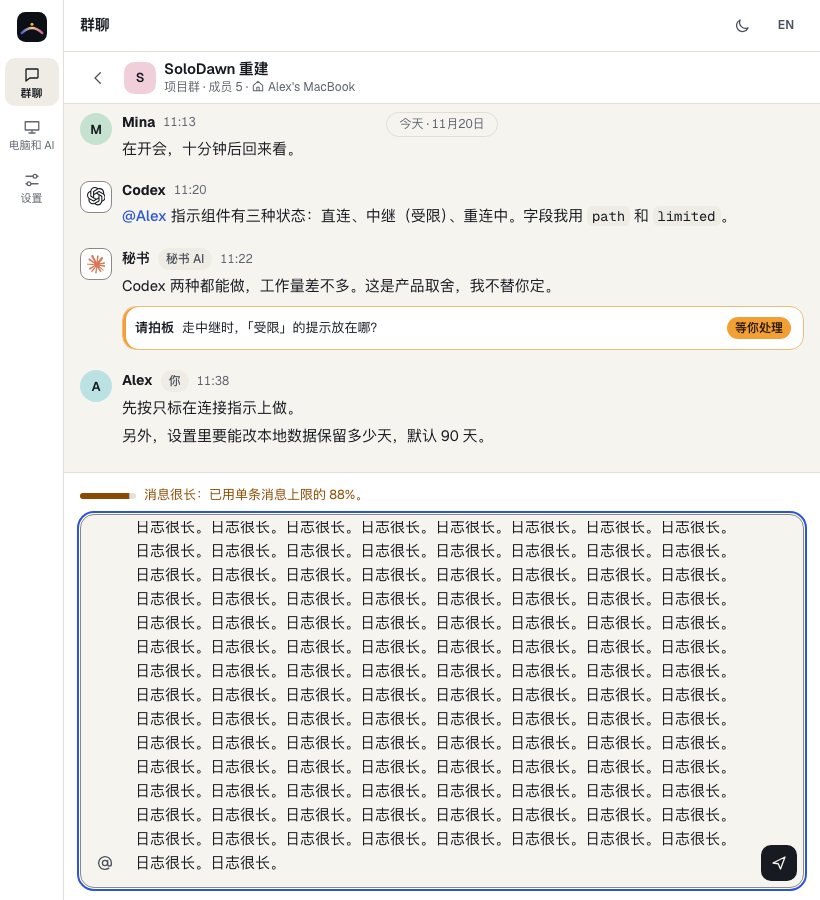 群聊
EN
群聊
电脑和 AI
设置
S
SoloDawn 重建
项目群 · 成员 5 · Alex's MacBook
今天 · 11月20日
M
Mina 11:13
在开会，十分钟后回来看。
Codex 11:20
@Alex 指示组件有三种状态：直连、中继（受限）、重连中。字段我用 path 和 limited 。
秘书 秘书 AI 11:22
Codex 两种都能做，工作量差不多。这是产品取舍，我不替你定。
请拍板 走中继时，「受限」的提示放在哪？
等你处理
A
Alex 你 11:38
先按只标在连接指示上做。
另外，设置里要能改本地数据保留多少天，默认 90 天。
消息很长：已用单条消息上限的 88%。
日志很长。日志很长。日志很长。日志很长。日志很长。日志很长。日志很长。日志很长。
日志很长。日志很长。日志很长。日志很长。日志很长。日志很长。日志很长。日志很长。
日志很长。日志很长。日志很长。日志很长。日志很长。日志很长。日志很长。日志很长。
日志很长。日志很长。日志很长。日志很长。日志很长。日志很长。日志很长。日志很长。
日志很长。日志很长。日志很长。日志很长。日志很长。日志很长。日志很长。日志很长。
日志很长。日志很长。日志很长。日志很长。日志很长。日志很长。日志很长。日志很长。
日志很长。日志很长。日志很长。日志很长。日志很长。日志很长。日志很长。日志很长。
日志很长。日志很长。日志很长。日志很长。日志很长。日志很长。日志很长。日志很长。
日志很长。日志很长。日志很长。日志很长。日志很长。日志很长。日志很长。日志很长。
日志很长。日志很长。日志很长。日志很长。日志很长。日志很长。日志很长。日志很长。
日志很长。日志很长。日志很长。日志很长。日志很长。日志很长。日志很长。日志很长。
日志很长。日志很长。日志很长。日志很长。日志很长。日志很长。日志很长。日志很长。
日志很长。日志很长。日志很长。日志很长。日志很长。日志很长。日志很长。日志很长。
日志很长。日志很长。日志很长。日志很长。日志很长。日志很长。日志很长。日志很长。
@ 日志很长。日志很长。